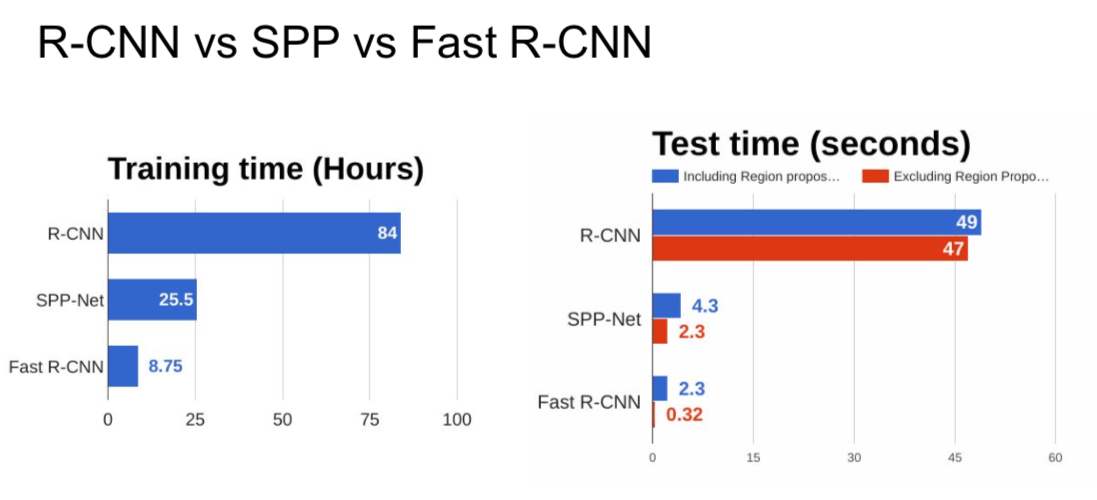 R-CNN vs SPP vs Fast R-CNN
Training time (Hours)
R-CNN 84
SPP-Net 25.5
Fast R-CNN 8.75
0 25 50 75 100
Test time (seconds)
Including Region propos... Excluding Region Propo...
R-CNN 49
47
SPP-Net 4.3
2.3
Fast R-CNN 2.3
0.32
0 15 30 45 60